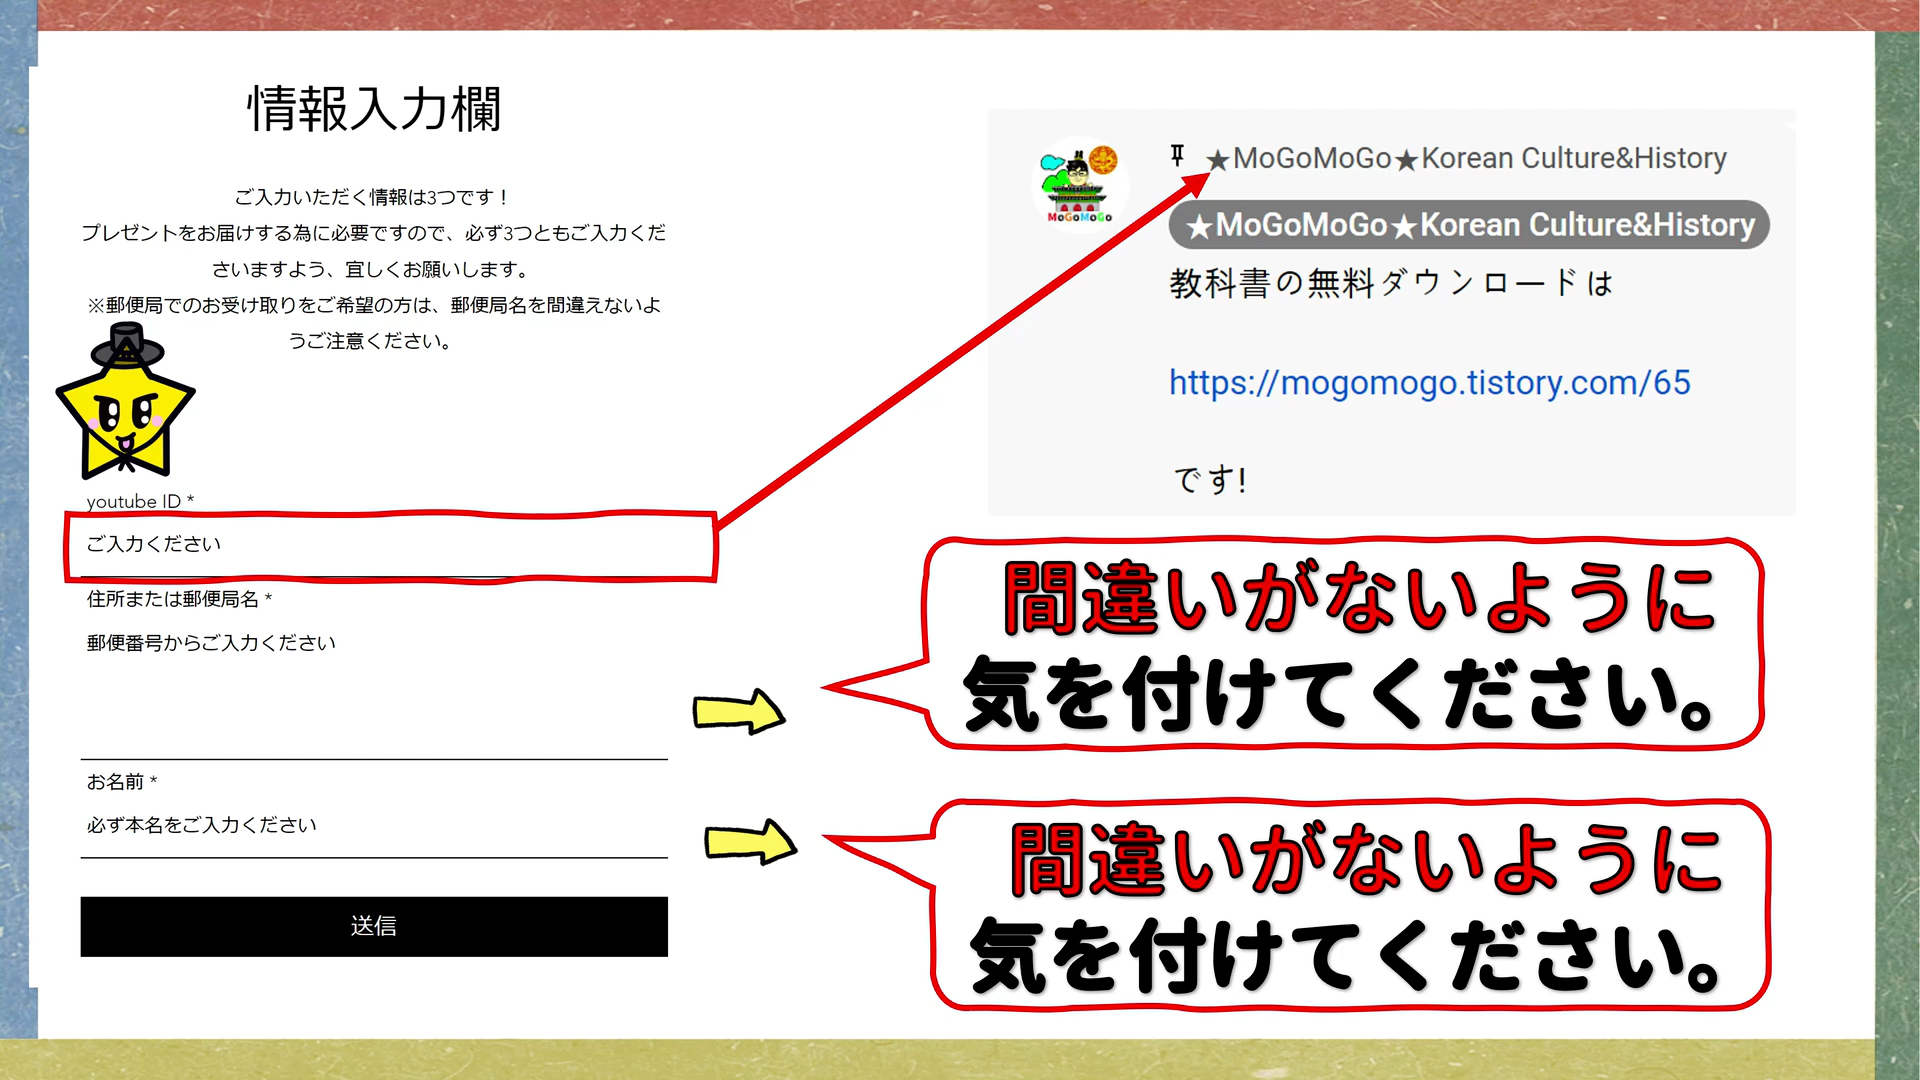 情報入力欄
ご入力いただく情報は3つです！
プレゼントをお届けする為に必要ですので、必ず3つともご入力くだ
さいますよう、宜しくお願いします。
※郵便局でのお受け取りをご希望の方は、郵便局名を間違えないよ
うご注意ください。
youtube ID *
ご入力ください
住所または郵便局名 *
郵便番号からご入力ください
お名前 *
必ず本名をご入力ください
送信
MoGoMoGo
★MoGoMoGo★Korean Culture&History
★MoGoMoGo★Korean Culture&History
教科書の無料ダウンロードは
https://mogomogo.tistory.com/65
です!
間違いがないように
気を付けてください。
間違いがないように
気を付けてください。